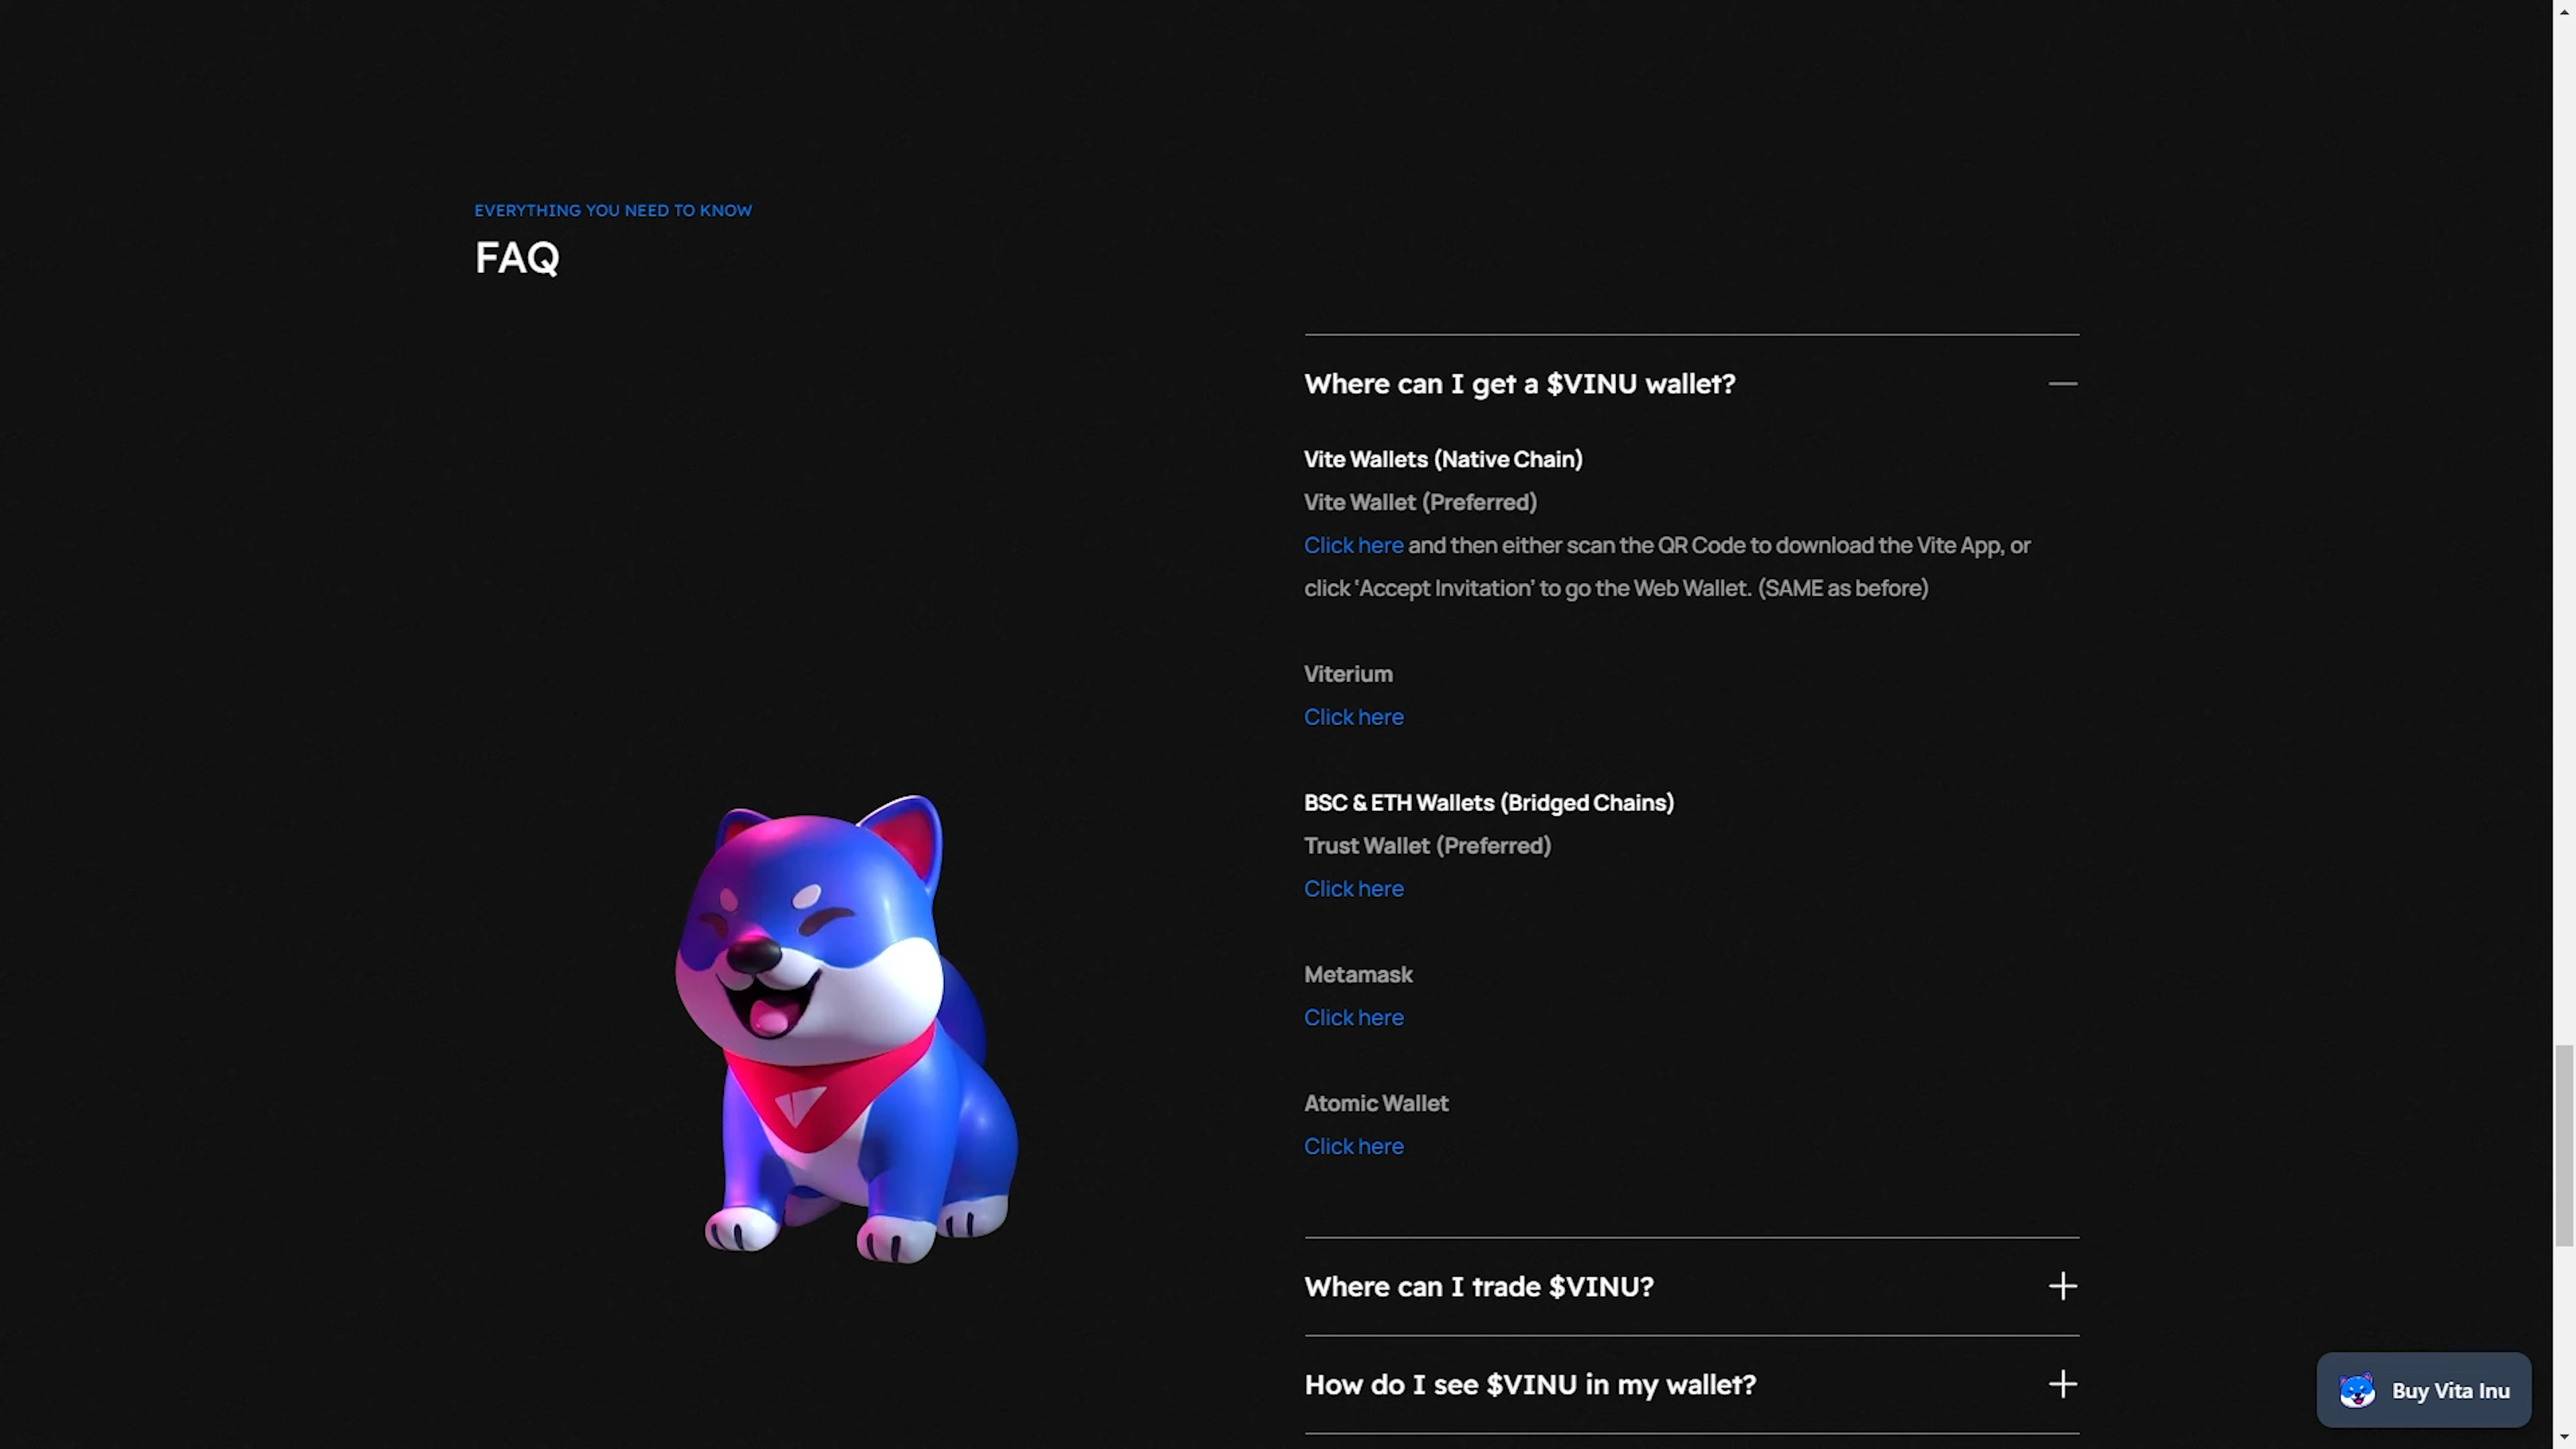 EVERYTHING YOU NEED TO KNOW
FAQ
Where can I get a $VINU wallet?
Vite Wallets (Native Chain)
Vite Wallet (Preferred)
Click here and then either scan the QR Code to download the Vite App, or
click ‘Accept Invitation’ to go the Web Wallet. (SAME as before)
Viterium
Click here
BSC & ETH Wallets (Bridged Chains)
Trust Wallet (Preferred)
Click here
Metamask
Click here
Atomic Wallet
Click here
Where can I trade $VINU?
How do I see $VINU in my wallet?
Buy Vita Inu